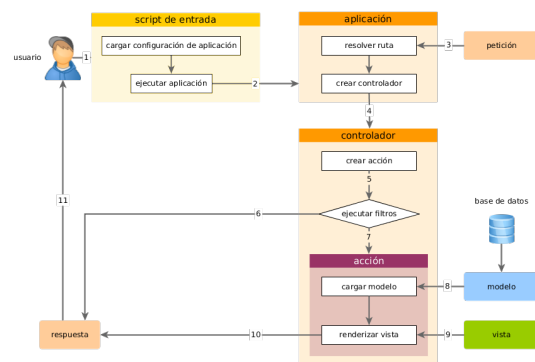 script de entrada
aplicación
usuario
1
cargar configuración de aplicación
ejecutar aplicación
2
resolver ruta
3
petición
crear controlador
4
controlador
crear acción
5
6
ejecutar filtros
7
base de datos
acción
cargar modelo
8
modelo
11
respuesta
10
renderizar vista
9
vista